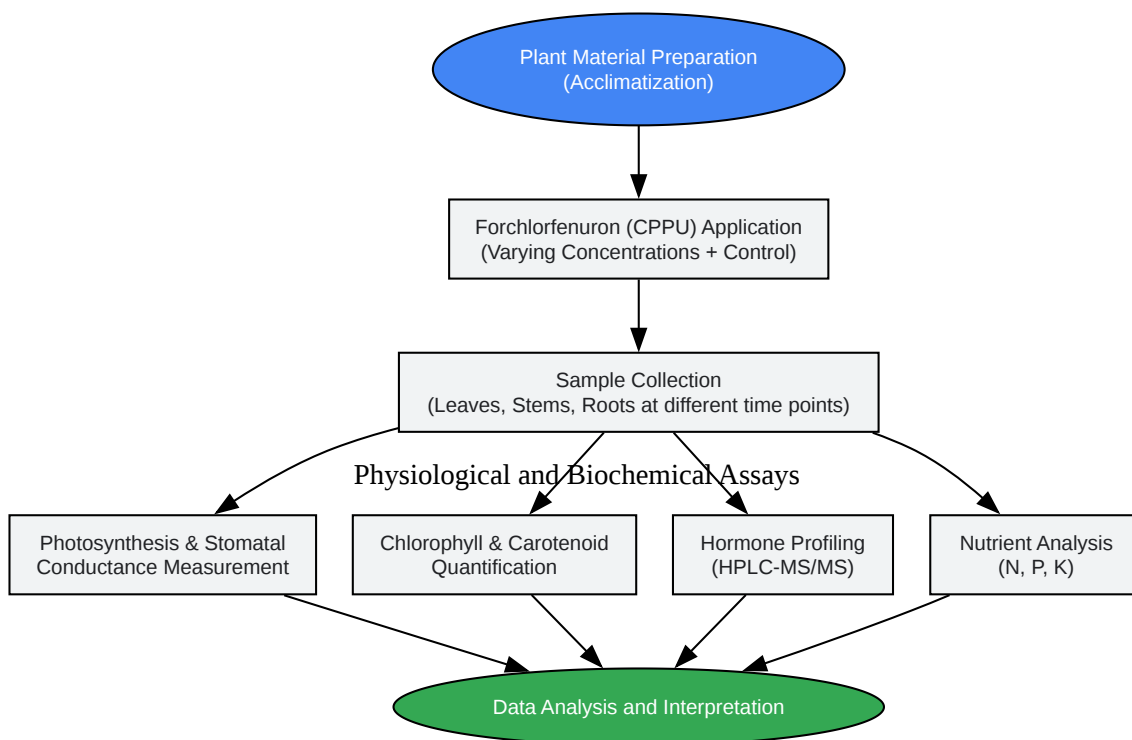 Plant Material Preparation
(Acclimatization)
Forchlorfenuron (CPPU) Application
(Varying Concentrations + Control)
Sample Collection
(Leaves, Stems, Roots at different time points)
Physiological and Biochemical Assays
Photosynthesis & Stomatal
Conductance Measurement
Chlorophyll & Carotenoid
Quantification
Hormone Profiling
(HPLC-MS/MS)
Nutrient Analysis
(N, P, K)
Data Analysis and Interpretation